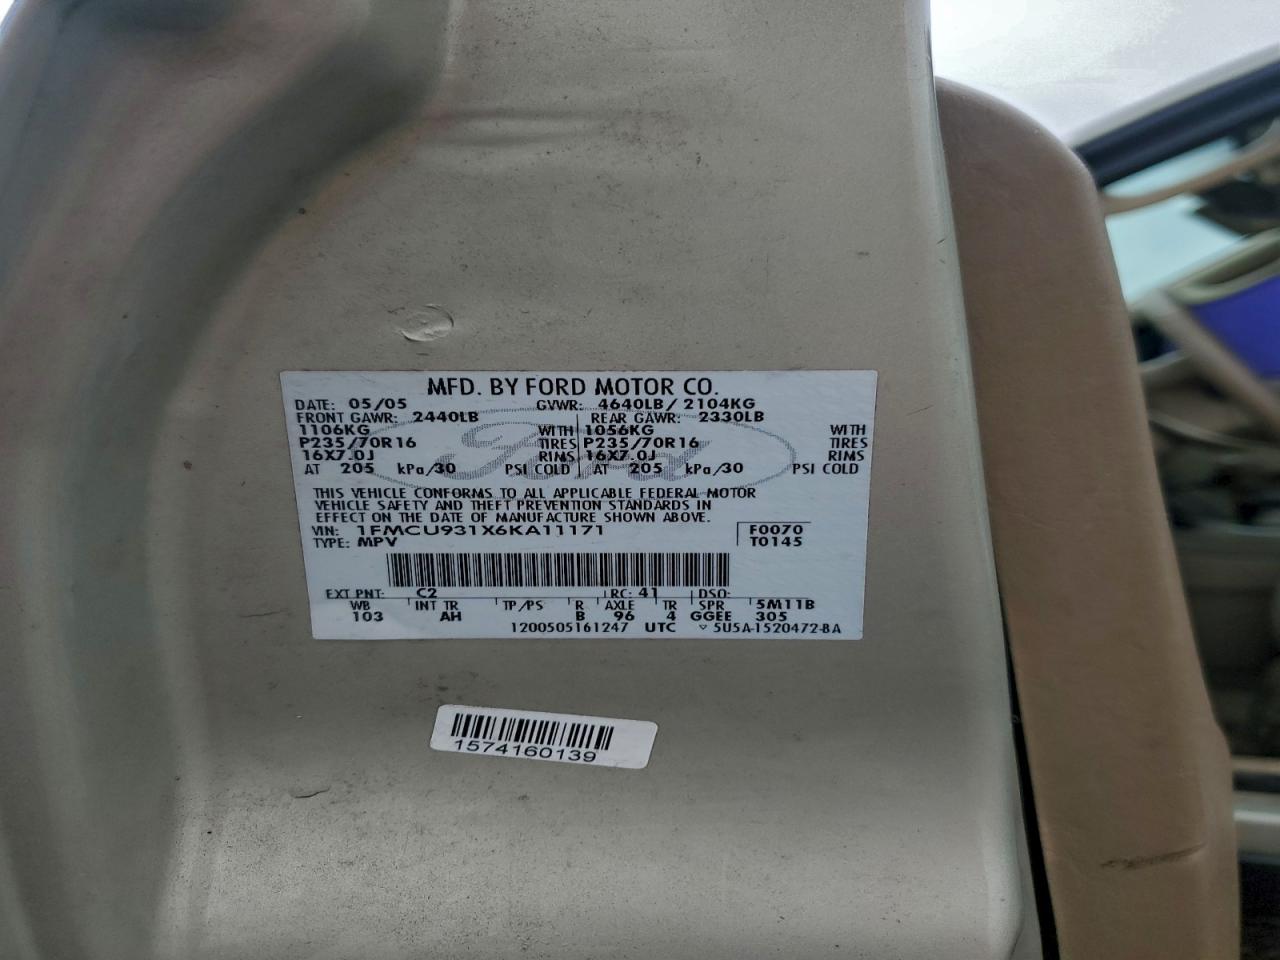 MFD. BY FORD MOTOR CO.
DATE: 05/05 GVWR: 4640LB/ 2104KG
FRONT GAWR: 2440LB REAR GAWR: 2330LB
1106KG WITH 1056KG WITH
P235/70R16 TIRES P235/70R16 TIRES
16X7.0J RIMS 16X7.0J RIMS
AT 205 kPa/30 PSI COLD AT 205 kPa/30 PSI COLD
Ford
THIS VEHICLE CONFORMS TO ALL APPLICABLE FEDERAL MOTOR
VEHICLE SAFETY AND THEFT PREVENTION STANDARDS IN
EFFECT ON THE DATE OF MANUFACTURE SHOWN ABOVE.
VIN: 1FMCU931X6KA11171 F0070
TYPE: MPV T0145
EXT PNT: C2 RC: 41 DSO:
WB INT TR TP/PS R AXLE TR SPR 5M11B
103 AH B 96 4 GGEE 305
1200505161247 UTC ▽ 5U5A-1520472-BA
1574160139